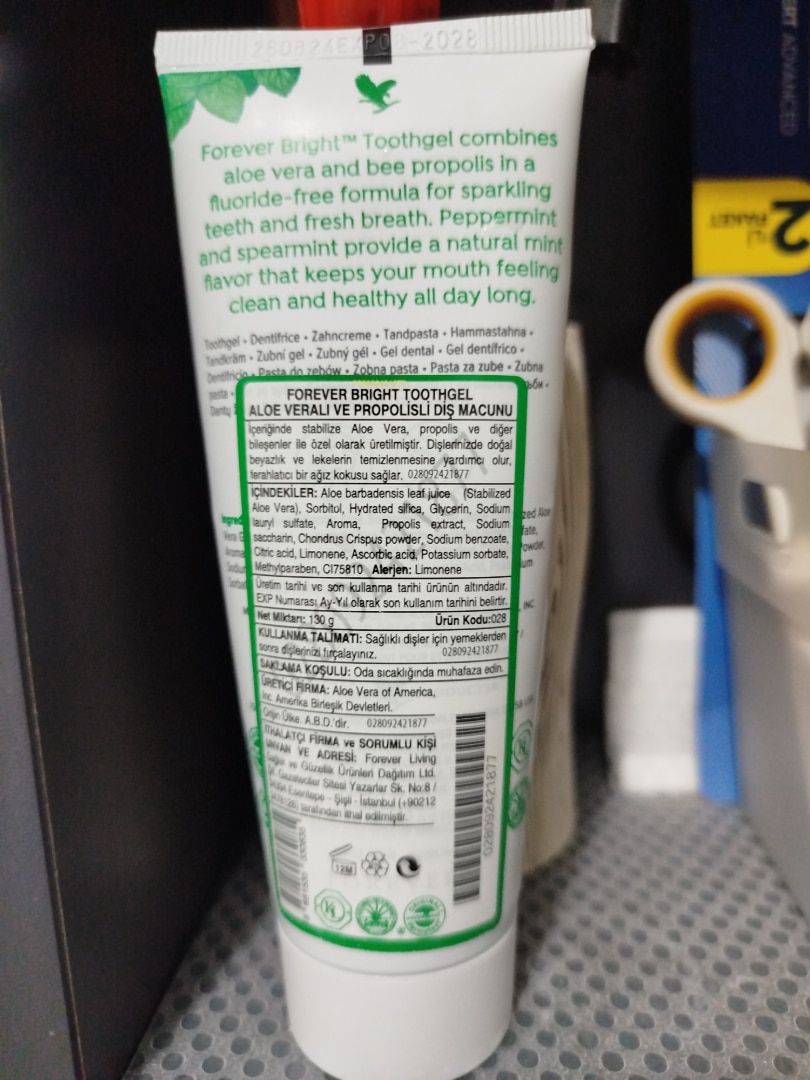 Forever Bright™ Toothgel combines
aloe vera and bee propolis in a
fluoride-free formula for sparkling
teeth and fresh breath. Peppermint
and spearmint provide a natural mint
flavor that keeps your mouth feeling
clean and healthy all day long.
Toothgel • Dentifrice • Zahncreme • Tandpasta • Hammastahna •
Tandkräm • Zubní gel • Zubný gél • Gel dental • Gel dentífrico •
Dentifricio • Pasta do zębów • Zobna pasta • Pasta za zube • Zubna
pasta •
FOREVER BRIGHT TOOTHGEL
ALOE VERALI VE PROPOLİSLİ DİŞ MACUNU
İçeriğinde stabilize Aloe Vera, propolis ve diğer
bileşenler ile özel olarak üretilmiştir. Dişlerinizde doğal
beyazlık ve lekelerin temizlenmesine yardımcı olur,
ferahlatıcı bir ağız kokusu sağlar. 028092421877
İÇİNDEKİLER: Aloe barbadensis leaf juice (Stabilized
Aloe Vera), Sorbitol, Hydrated silica, Glycerin, Sodium
lauryl sulfate, Aroma, Propolis extract, Sodium
saccharin, Chondrus Crispus powder, Sodium benzoate,
Citric acid, Limonene, Ascorbic acid, Potassium sorbate,
Methylparaben, CI75810 Alerjen: Limonene
Üretim tarihi ve son kullanma tarihi ürünün altındadır.
EXP Numarası Ay-Yıl olarak son kullanım tarihini belirtir.
Net Miktarı: 130 g Ürün Kodu:028
KULLANMA TALİMATI: Sağlıklı dişler için yemeklerden
sonra dişlerinizi fırçalayınız. 028092421877
SAKLAMA KOŞULU: Oda sıcaklığında muhafaza edin.
ÜRETİCİ FİRMA: Aloe Vera of America,
Inc. Amerika Birleşik Devletleri.
Orijin Ülke. A.B.D.'dir. 028092421877
İTHALATÇI FİRMA ve SORUMLU KİŞİ
UNVAN VE ADRESİ: Forever Living
Sağlık ve Güzellik Ürünleri Dağıtım Ltd.
Şti. Gazeteciler Sitesi Yazarlar Sk. No:8 /
Esentepe - Şişli - İstanbul (+90212
tarafından ithal edilmiştir.
028092421877
12M
2
'Lİ
PAKET
ADVANCED